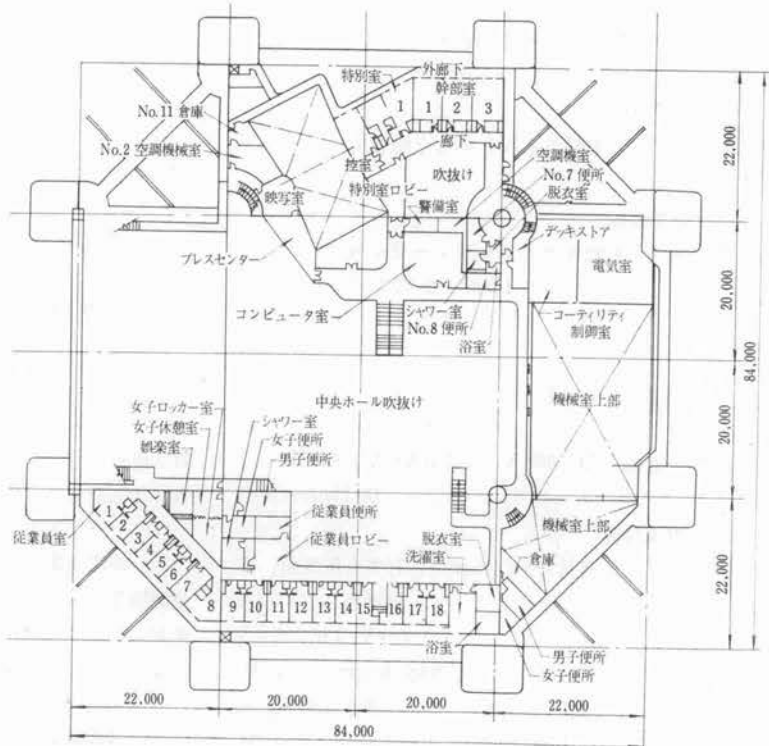 外廊下
特別室
幹部室
1 1 2 3
No.11 倉庫
No.2 空調機械室
廊下
控室
吹抜け
空調機室
No.7 便所
脱衣室
特別室ロビー
映写室
警備室
デッキストア
プレスセンター
電気室
コンピュータ室
シャワー室
No.8 便所
浴室
コーティリティ
制御室
機械室上部
中央ホール吹抜け
女子ロッカー室
女子休憩室
娯楽室
シャワー室
女子便所
男子便所
従業員便所
従業員ロビー
従業員室
1 2 3 4 5 6 7 8 9 10 11 12 13 14 15 16 17 18
機械室上部
脱衣室
洗濯室
倉庫
浴室
男子便所
女子便所
22,000
20,000
20,000
22,000
84,000
22,000 20,000 20,000 22,000
84,000